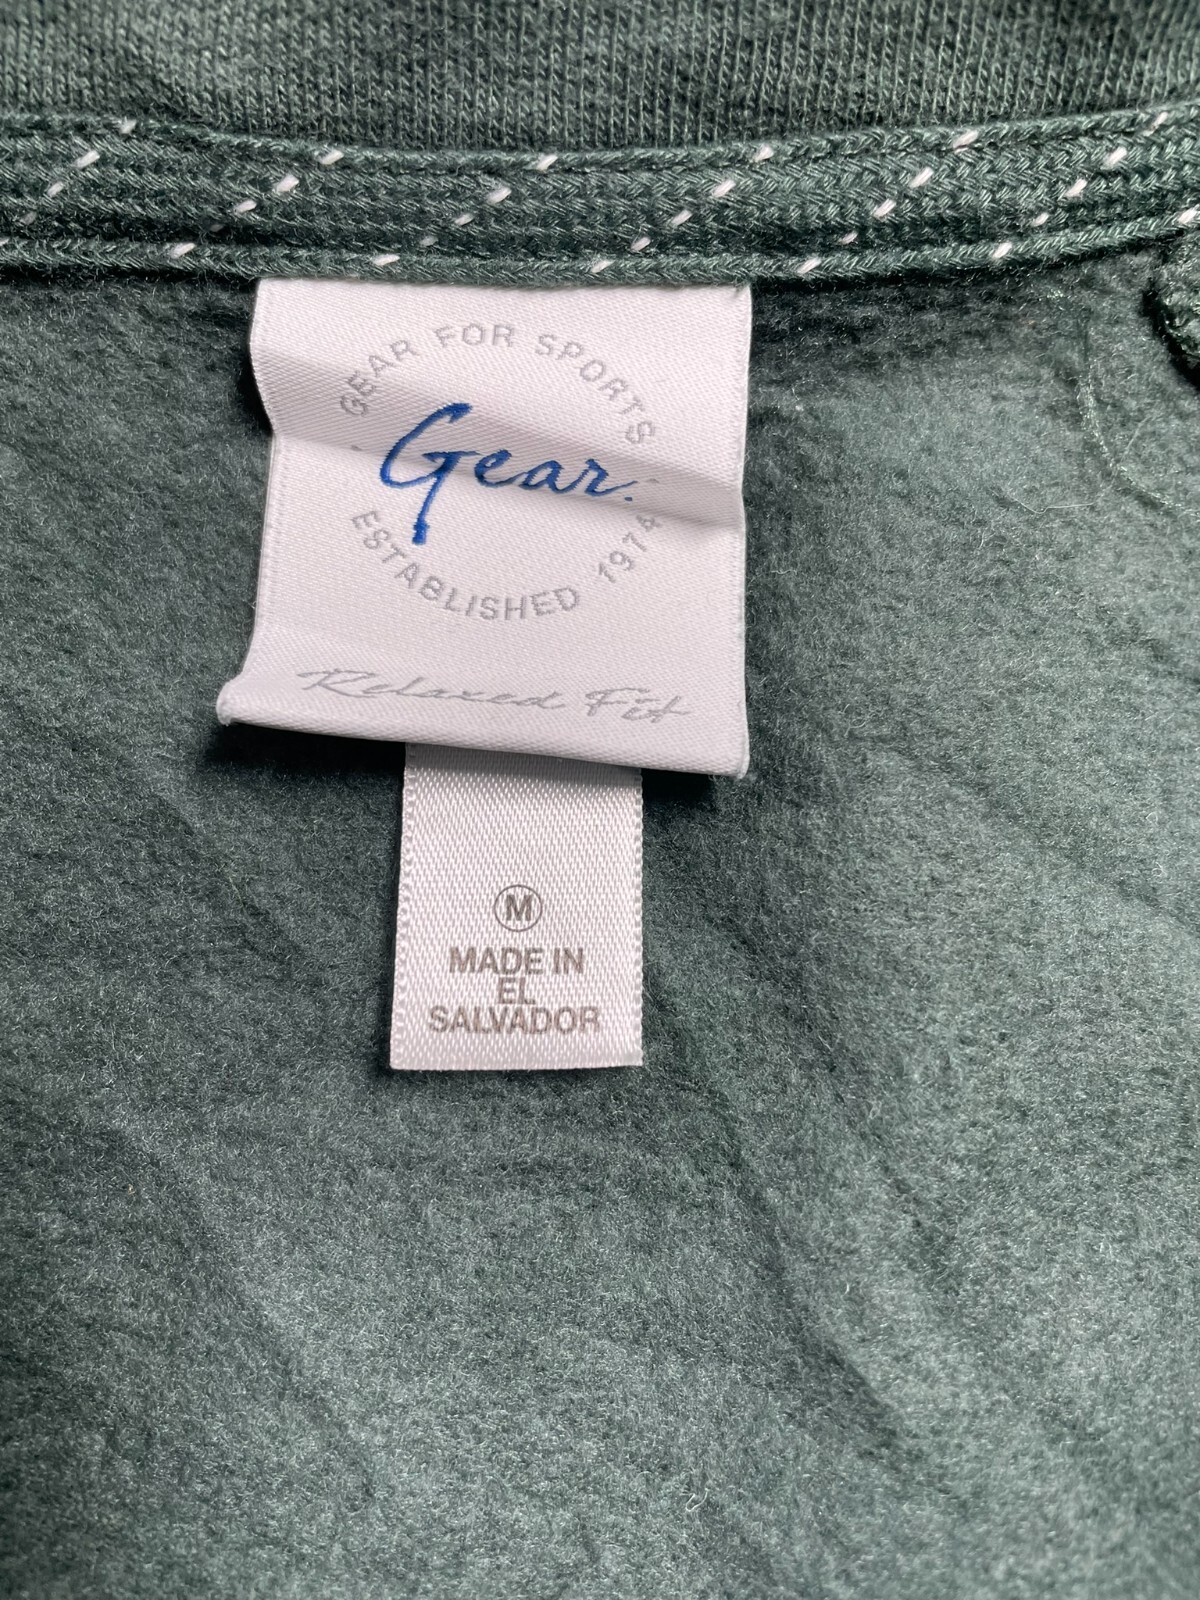 GEAR FOR SPORTS
Gear.
ESTABLISHED 1974
Relaxed Fit
M
MADE IN
EL
SALVADOR